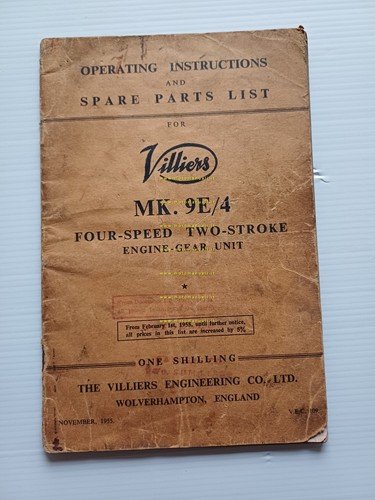 OPERATING INSTRUCTIONS
AND
SPARE PARTS LIST
FOR
Villiers
MK. 9E/4
FOUR-SPEED TWO-STROKE
ENGINE-GEAR UNIT
From February 1st, 1958, until further notice,
all prices in this list are increased by 8%.
ONE SHILLING
THE VILLIERS ENGINEERING CO. LTD.
WOLVERHAMPTON, ENGLAND
NOVEMBER, 1955.